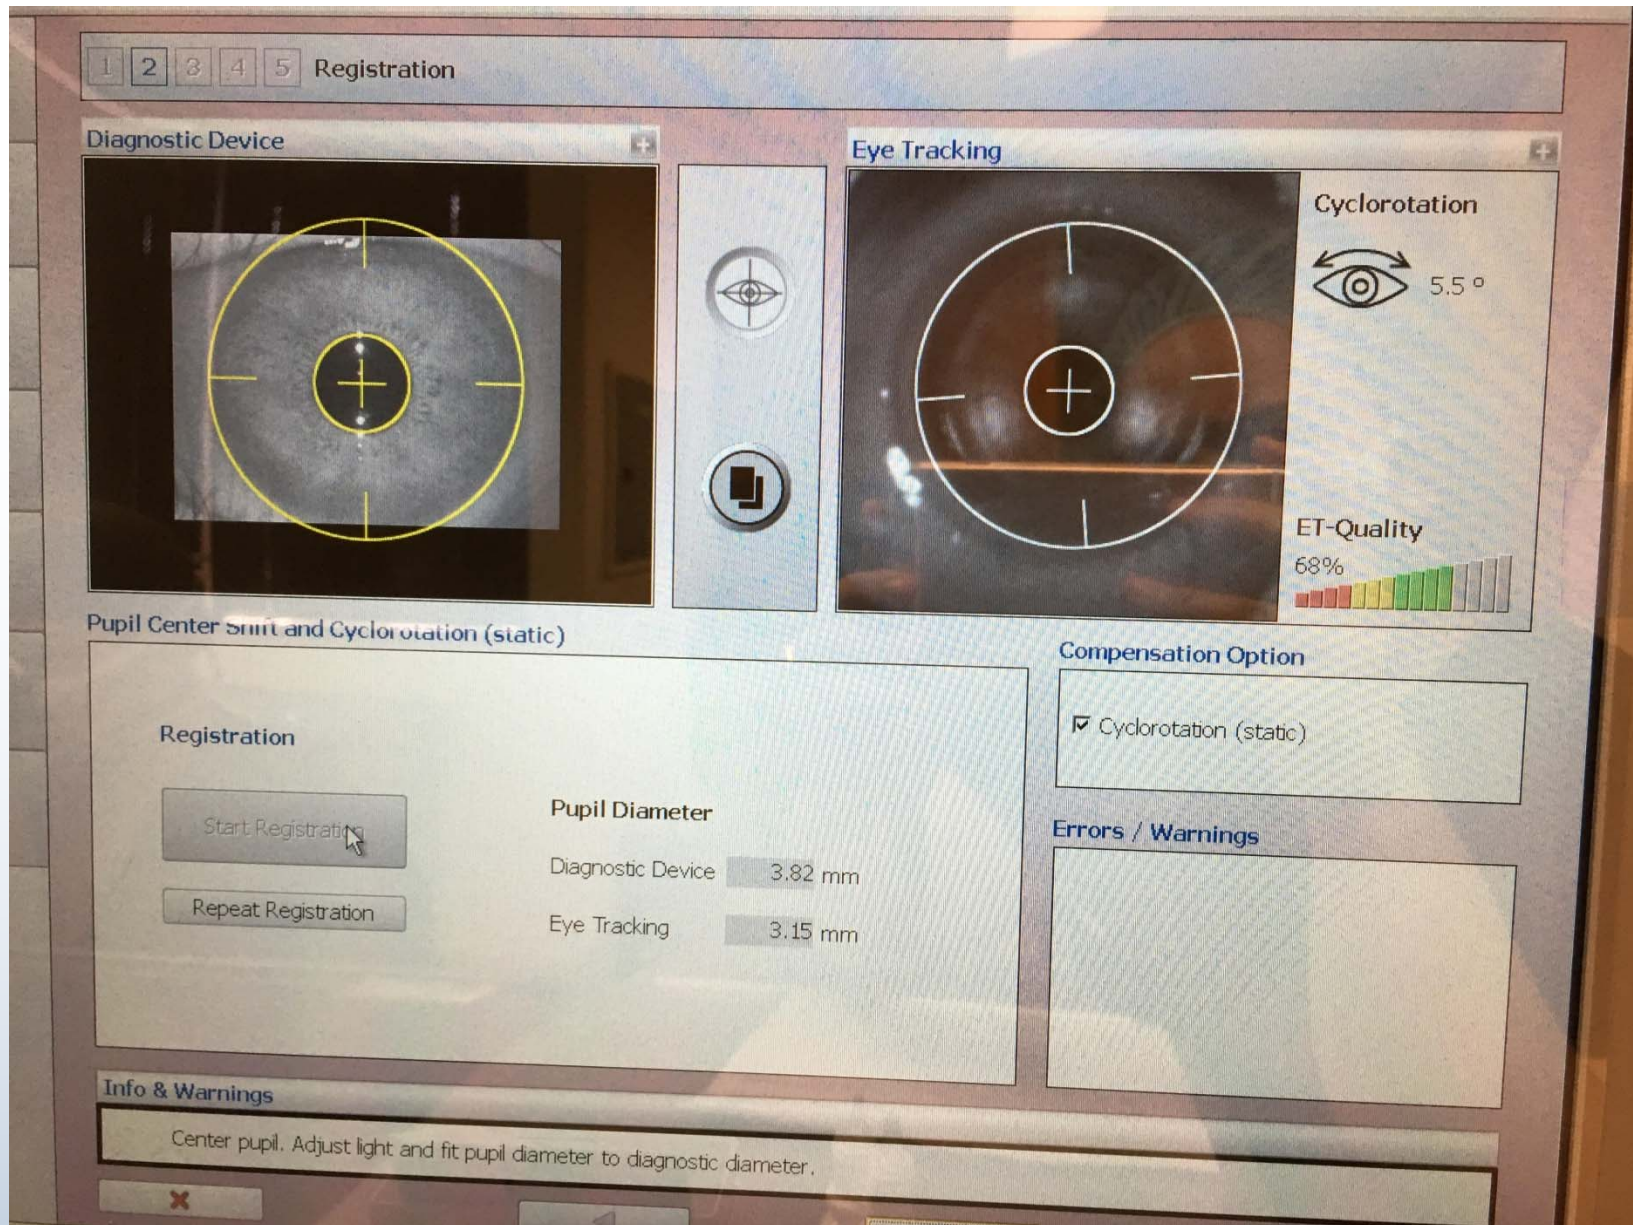 1 2 3 4 5 Registration
Diagnostic Device
Eye Tracking
Cyclorotation
5.5 °
ET-Quality
68%
Pupil Center Shift and Cyclorotation (static)
Compensation Option
Cyclorotation (static)
Registration
Start Registration
Repeat Registration
Pupil Diameter
Diagnostic Device 3.82 mm
Eye Tracking 3.15 mm
Errors / Warnings
Info & Warnings
Center pupil. Adjust light and fit pupil diameter to diagnostic diameter.